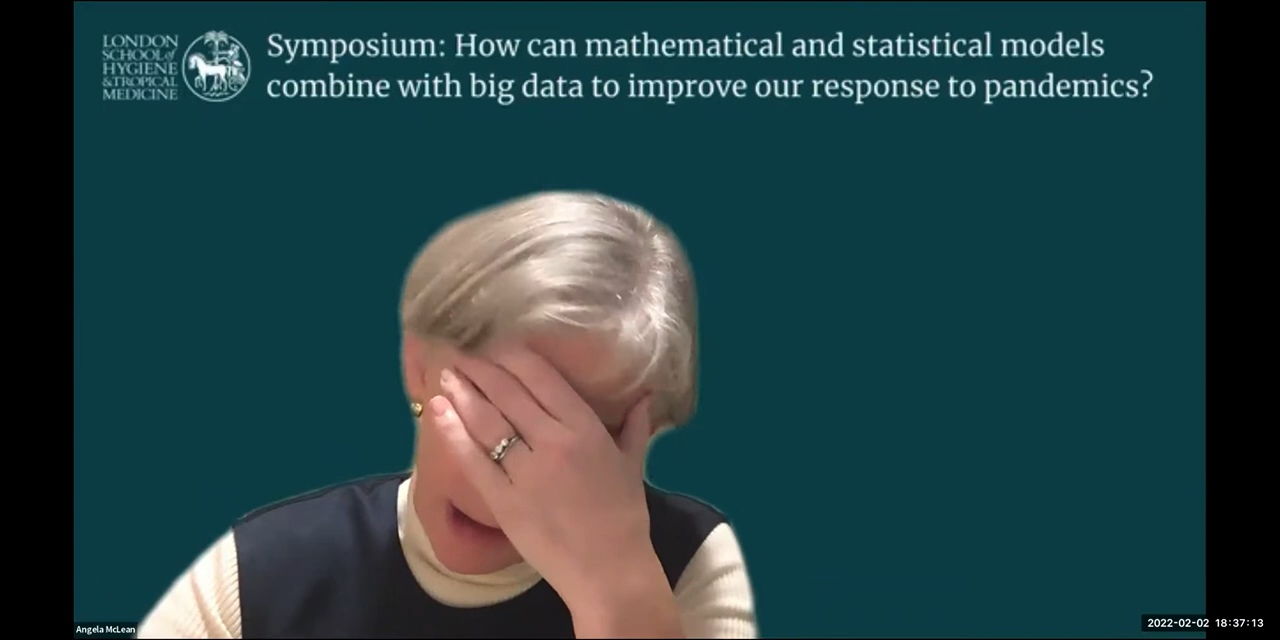 LONDON
SCHOOL of
HYGIENE
& TROPICAL
MEDICINE
Symposium: How can mathematical and statistical models
combine with big data to improve our response to pandemics?
Angela McLean
2022-02-02 18:37:13